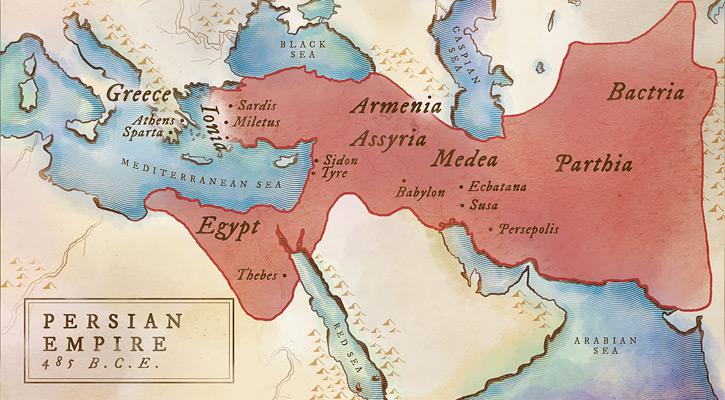 BLACK
SEA
CASPIAN
SEA
Greece
Ionia
Sardis
Miletus
Athens
Sparta
Armenia
Bactria
Assyria
Medea
Parthia
MEDITERRANEAN SEA
Sidon
Tyre
Babylon
Ecbatana
Susa
Persepolis
Egypt
Thebes
RED SEA
ARABIAN
SEA
PERSIAN
EMPIRE
485 B.C.E.